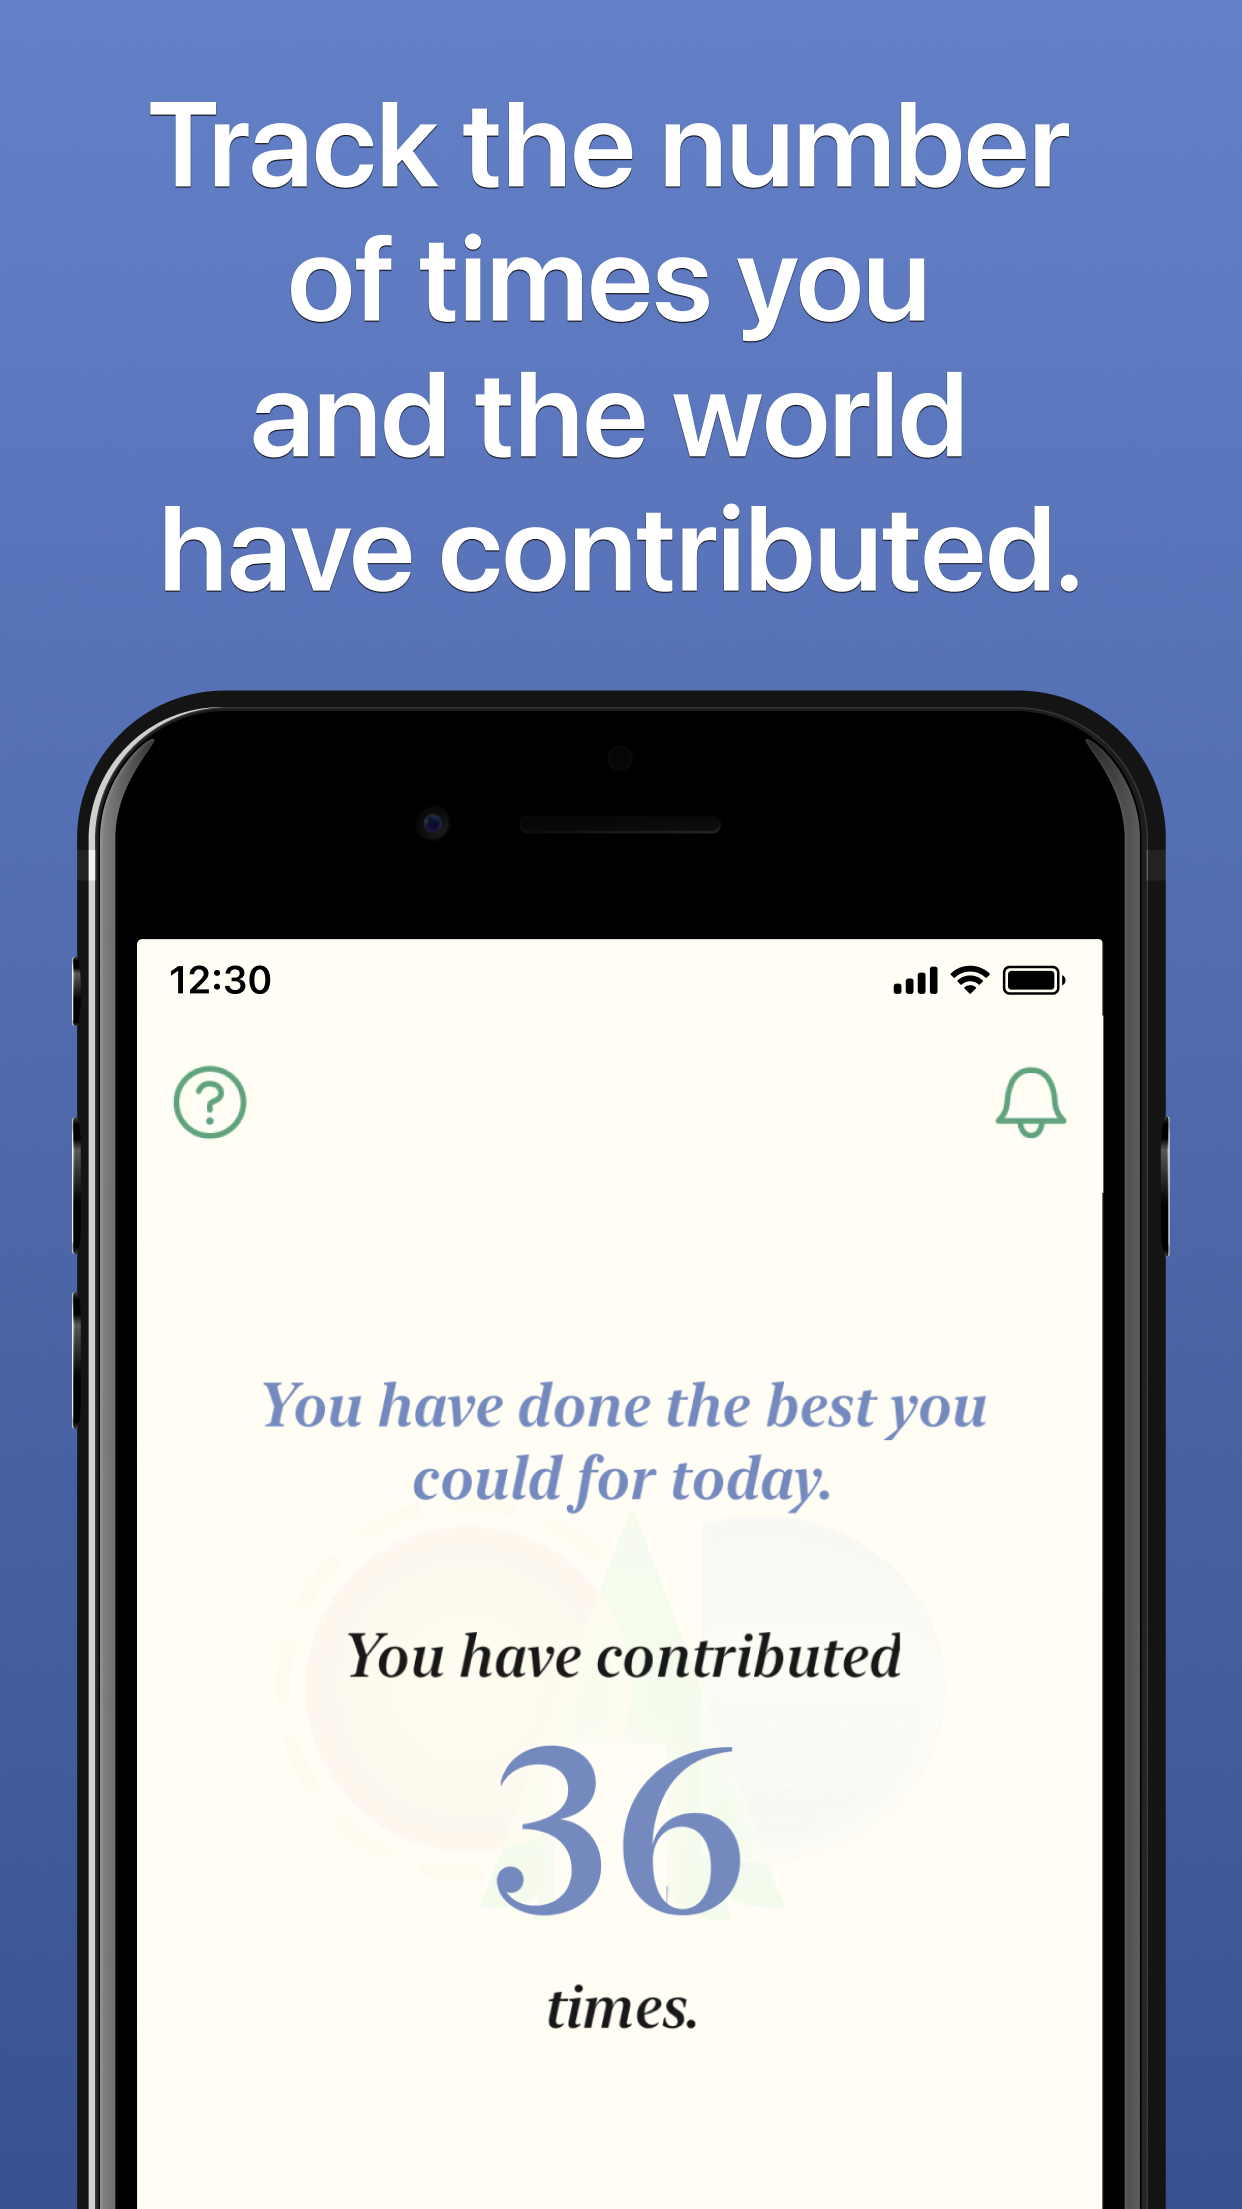 Track the number
of times you
and the world
have contributed.
12:30
You have done the best you
could for today.
You have contributed
36
times.